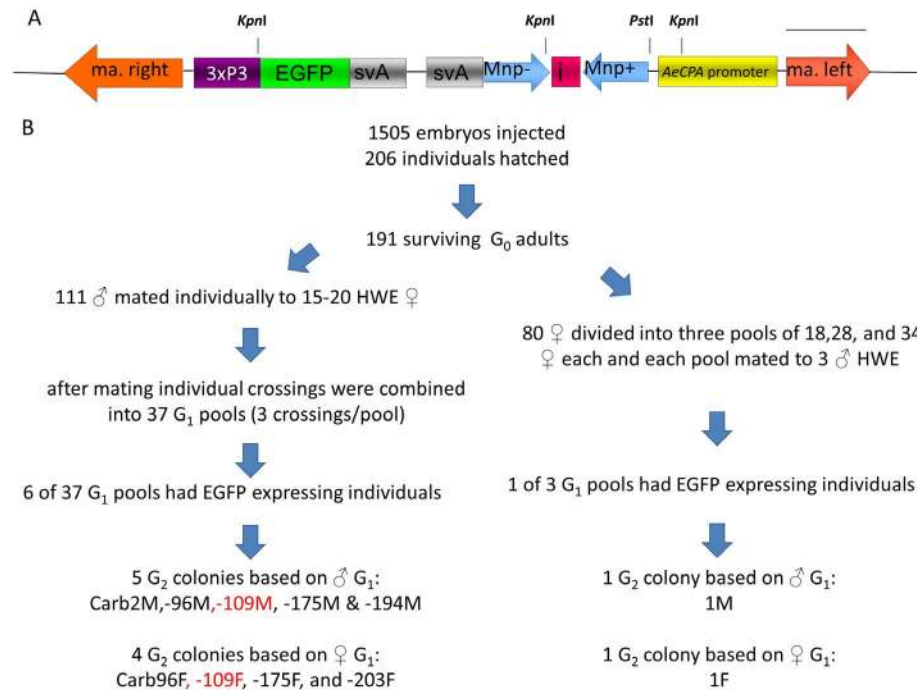 A
KpnI KpnI PstI KpnI
ma. right 3xP3 EGFP svA svA Mnp- i Mnp+ AeCPA promoter ma. left
B
1505 embryos injected
206 individuals hatched
191 surviving G₀ adults
111 ♂ mated individually to 15-20 HWE ♀
80 ♀ divided into three pools of 18,28, and 34
♀ each and each pool mated to 3 ♂ HWE
after mating individual crossings were combined
into 37 G₁ pools (3 crossings/pool)
6 of 37 G₁ pools had EGFP expressing individuals
1 of 3 G₁ pools had EGFP expressing individuals
5 G₂ colonies based on ♂ G₁:
Carb2M,-96M,-109M, -175M & -194M
1 G₂ colony based on ♂ G₁:
1M
4 G₂ colonies based on ♀ G₁:
Carb96F, -109F, -175F, and -203F
1 G₂ colony based on ♀ G₁:
1F